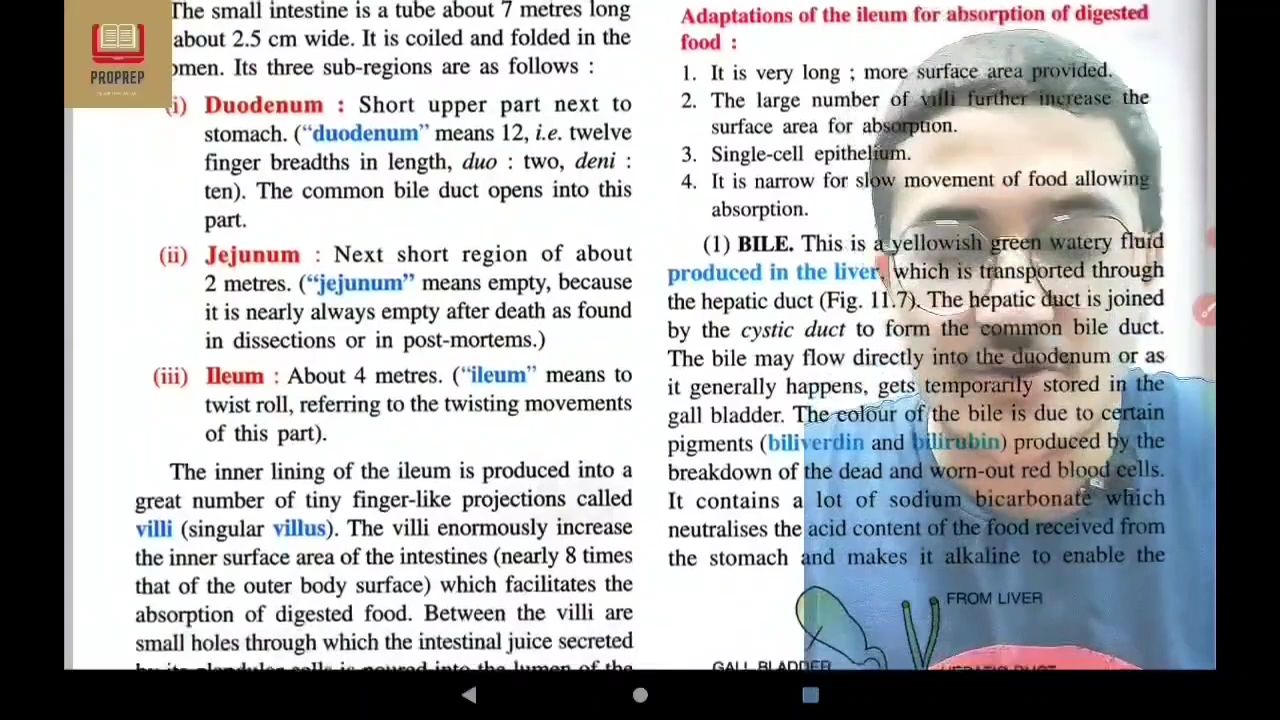 PROPREP
The small intestine is a tube about 7 metres long
about 2.5 cm wide. It is coiled and folded in the
omen. Its three sub-regions are as follows :
(i) Duodenum : Short upper part next to
stomach. (“duodenum” means 12, i.e. twelve
finger breadths in length, duo : two, deni :
ten). The common bile duct opens into this
part.
(ii) Jejunum : Next short region of about
2 metres. (“jejunum” means empty, because
it is nearly always empty after death as found
in dissections or in post-mortems.)
(iii) Ileum : About 4 metres. (“ileum” means to
twist roll, referring to the twisting movements
of this part).
The inner lining of the ileum is produced into a
great number of tiny finger-like projections called
villi (singular villus). The villi enormously increase
the inner surface area of the intestines (nearly 8 times
that of the outer body surface) which facilitates the
absorption of digested food. Between the villi are
small holes through which the intestinal juice secreted
by its glandular cells is poured into the lumen of the
Adaptations of the ileum for absorption of digested
food :
1. It is very long ; more surface area provided.
2. The large number of villi further increase the
surface area for absorption.
3. Single-cell epithelium.
4. It is narrow for slow movement of food allowing
absorption.
(1) BILE. This is a yellowish green watery fluid
produced in the liver, which is transported through
the hepatic duct (Fig. 11.7). The hepatic duct is joined
by the cystic duct to form the common bile duct.
The bile may flow directly into the duodenum or as
it generally happens, gets temporarily stored in the
gall bladder. The colour of the bile is due to certain
pigments (biliverdin and bilirubin) produced by the
breakdown of the dead and worn-out red blood cells.
It contains a lot of sodium bicarbonate which
neutralises the acid content of the food received from
the stomach and makes it alkaline to enable the
FROM LIVER
GALL BLADDER
HEPATIC DUCT